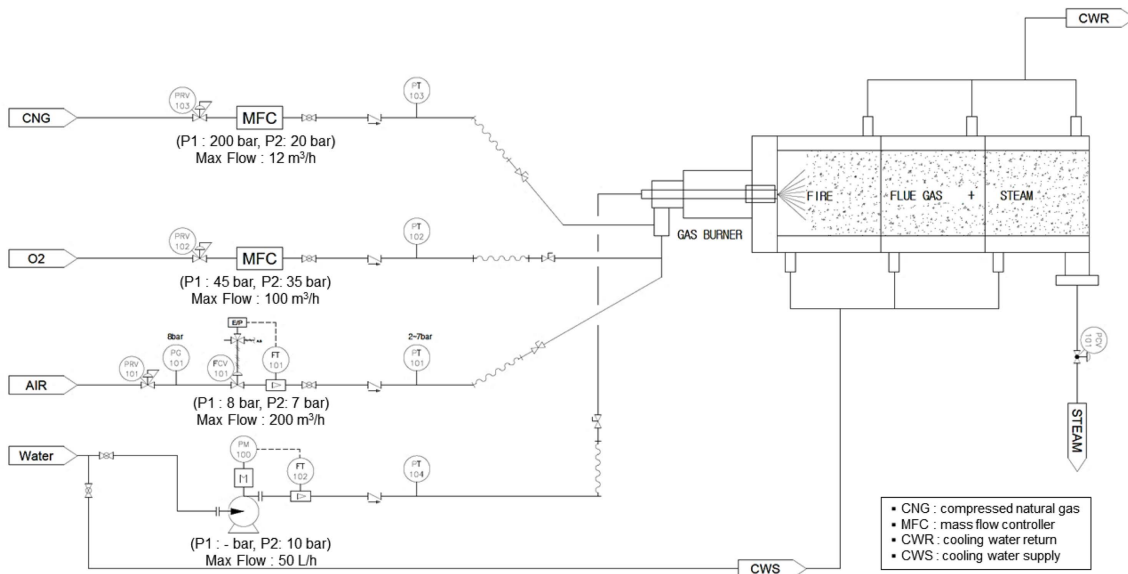 CWR
PRV
103
PT
103
CNG
MFC
(P1 : 200 bar, P2: 20 bar)
Max Flow : 12 m³/h
FIRE
FLUE GAS
+
STEAM
PRV
102
PT
102
GAS BURNER
O2
MFC
(P1 : 45 bar, P2: 35 bar)
Max Flow : 100 m³/h
E/P
8bar
2~7bar
PRV
101
PG
101
FCV
101
FT
101
PT
101
PCV
101
AIR
(P1 : 8 bar, P2: 7 bar)
Max Flow : 200 m³/h
STEAM
Water
PM
100
M
FT
102
PT
104
(P1 : - bar, P2: 10 bar)
Max Flow : 50 L/h
CWS
▪ CNG : compressed natural gas
▪ MFC : mass flow controller
▪ CWR : cooling water return
▪ CWS : cooling water supply